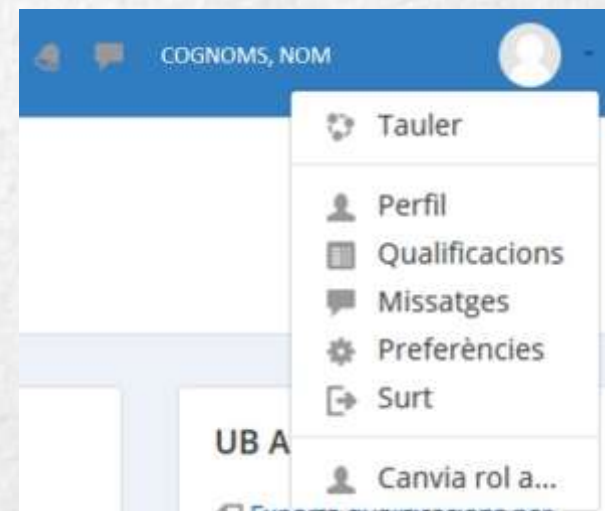 COGNOMS, NOM
Tauler
Perfil
Qualificacions
Missatges
Preferències
Surt
UB A
Canvia rol a...